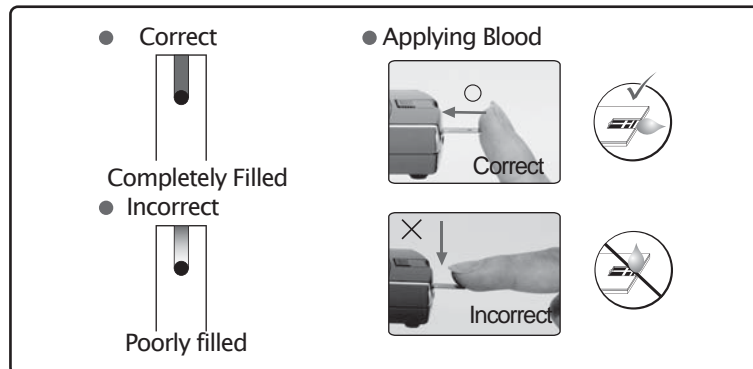 Correct
Completely Filled
Incorrect
Poorly filled
Applying Blood
Correct
Incorrect